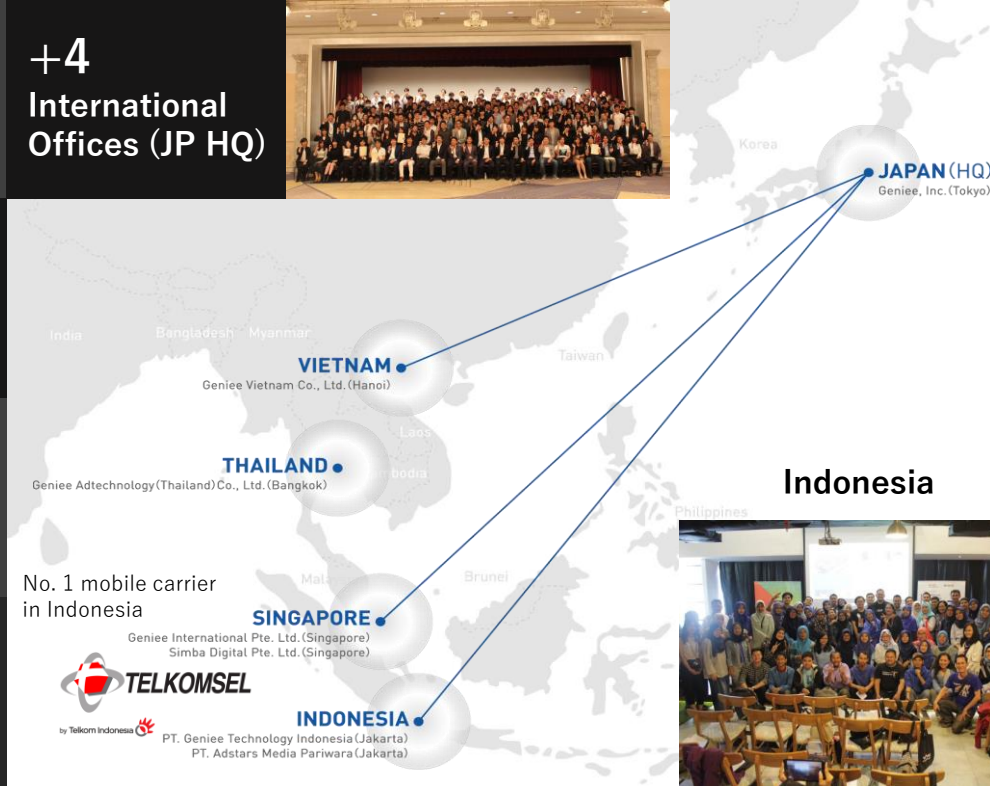 +4
International
Offices (JP HQ)
Korea
JAPAN(HQ)
Geniee, Inc.(Tokyo)
India
Bangladesh
Myanmar
Taiwan
VIETNAM
Geniee Vietnam Co., Ltd.(Hanoi)
Laos
THAILAND
Geniee Adtechnology(Thailand)Co., Ltd.(Bangkok)
Indonesia
Philippines
No. 1 mobile carrier
in Indonesia
Brunei
SINGAPORE
Geniee International Pte. Ltd.(Singapore)
Simba Digital Pte. Ltd.(Singapore)
TELKOMSEL
by Telkom Indonesia
INDONESIA
PT. Geniee Technology Indonesia(Jakarta)
PT. Adstars Media Pariwara(Jakarta)